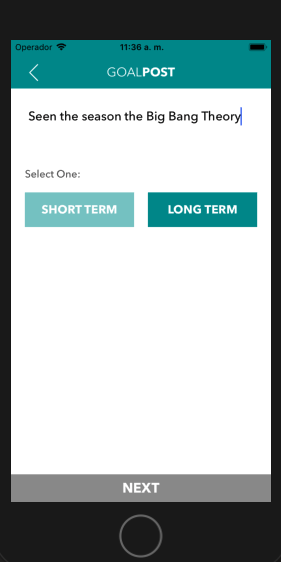 Operador 11:36 a. m.
GOALPOST
Seen the season the Big Bang Theory
Select One:
SHORT TERM LONG TERM
NEXT